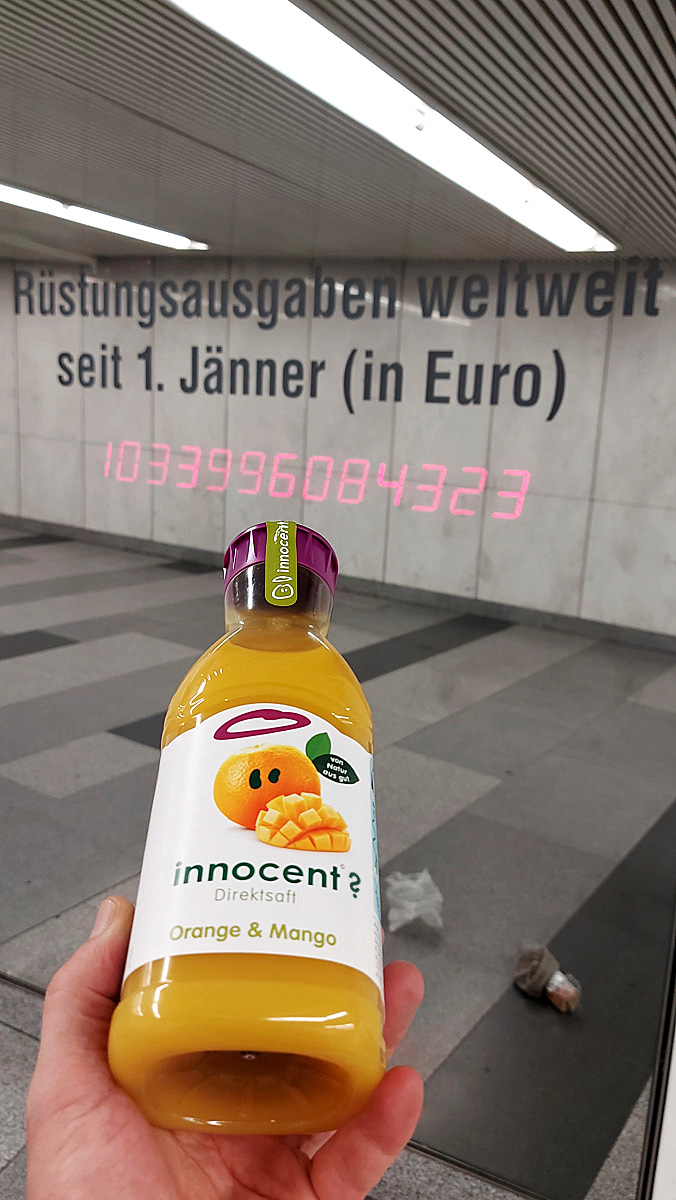 Rüstungsausgaben weltweit
seit 1. Jänner (in Euro)
1033996084323
innocent
von
Natur
aus gut
innocent©?
Direktsaft
Orange & Mango